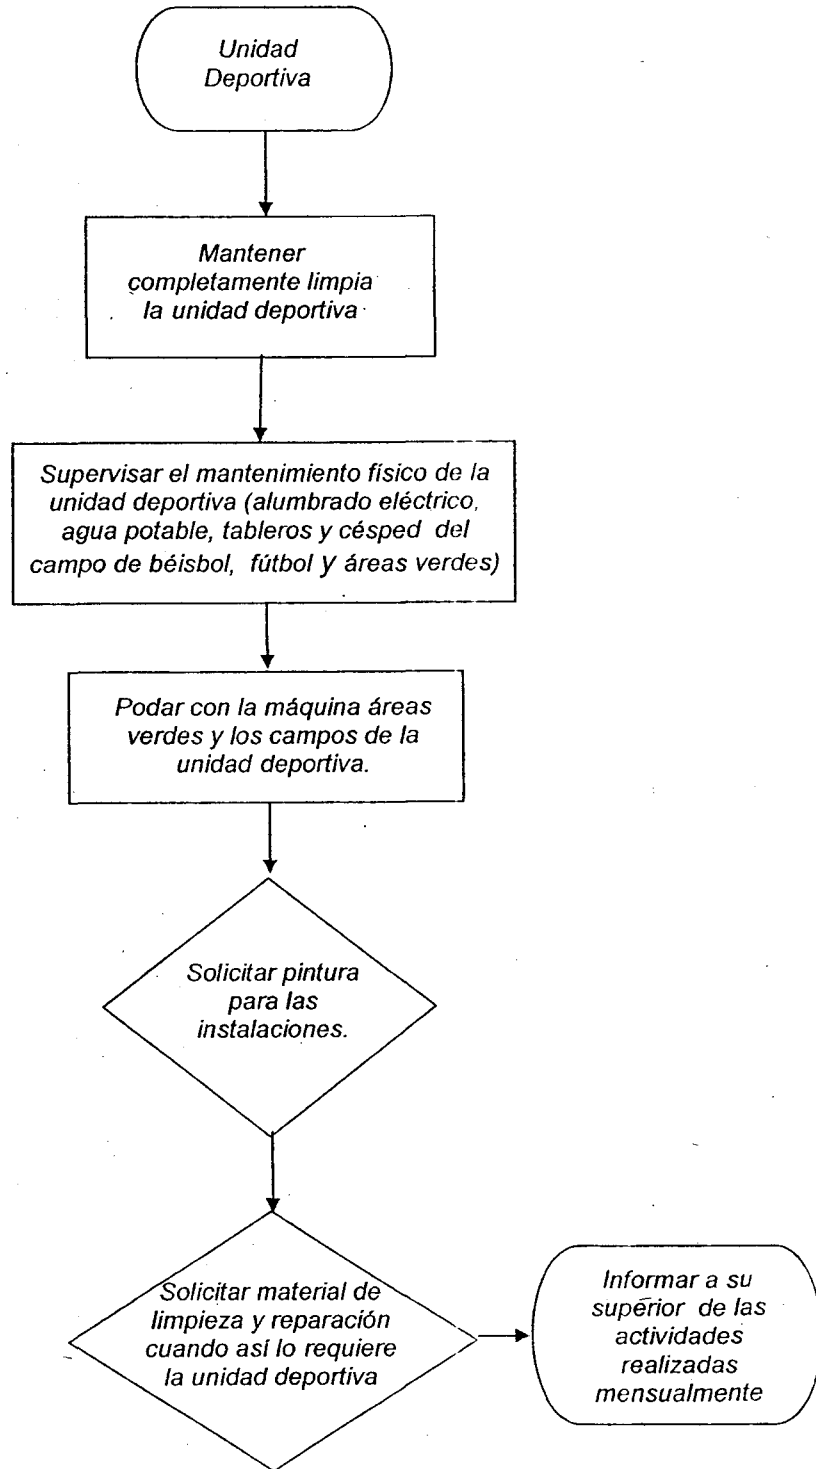 Unidad
Deportiva
Mantener
completamente limpia
la unidad deportiva
Supervisar el mantenimiento físico de la
unidad deportiva (alumbrado eléctrico,
agua potable, tableros y césped del
campo de béisbol, fútbol y áreas verdes)
Podar con la máquina áreas
verdes y los campos de la
unidad deportiva.
Solicitar pintura
para las
instalaciones.
Solicitar material de
limpieza y reparación
cuando así lo requiere
la unidad deportiva
Informar a su
supérior de las
actividades
realizadas
mensualmente